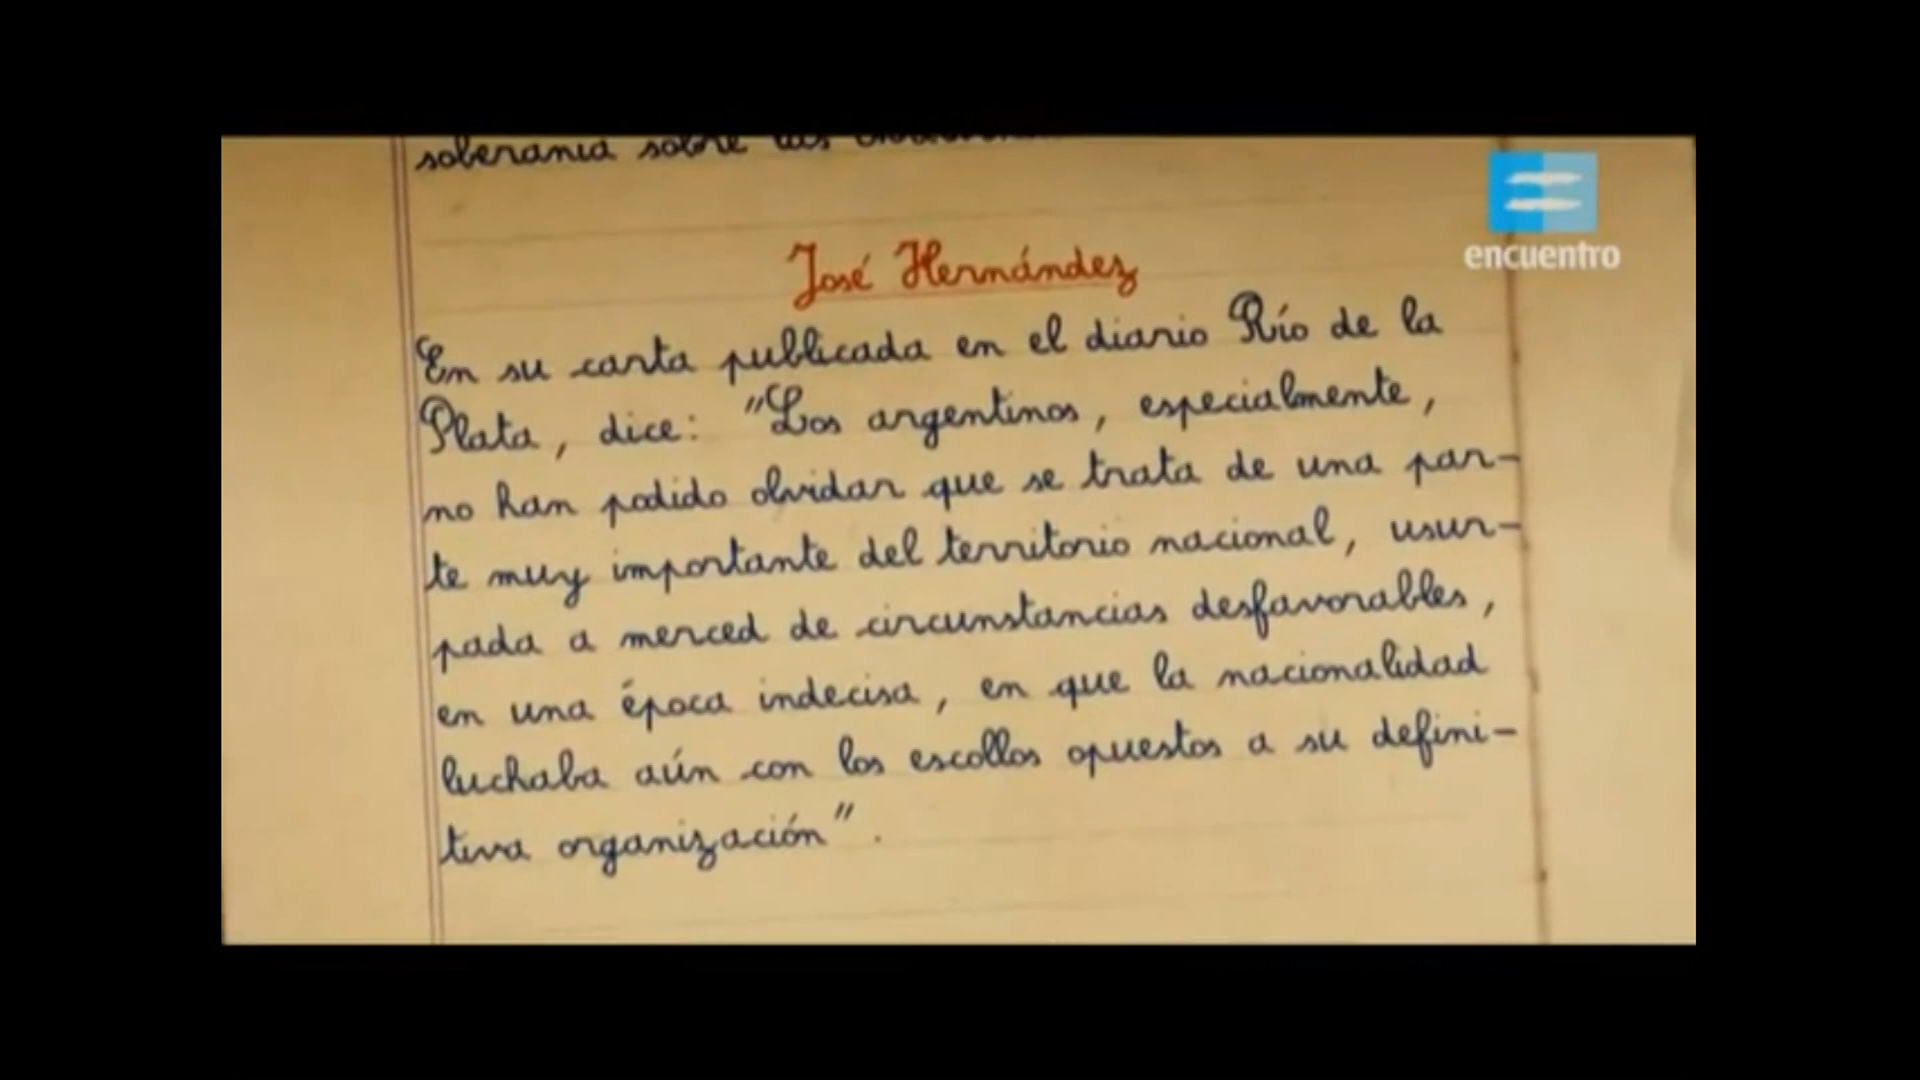 soberanía sobre las
encuentro
José Hernández
En su carta publicada en el diario Río de la
Plata, dice: "Los argentinos, especialmente,
no han podido olvidar que se trata de una par-
te muy importante del territorio nacional, usur-
pada a merced de circunstancias desfavorables,
en una época indecisa, en que la nacionalidad
luchaba aún con los escollos opuestos a su defini-
tiva organización".